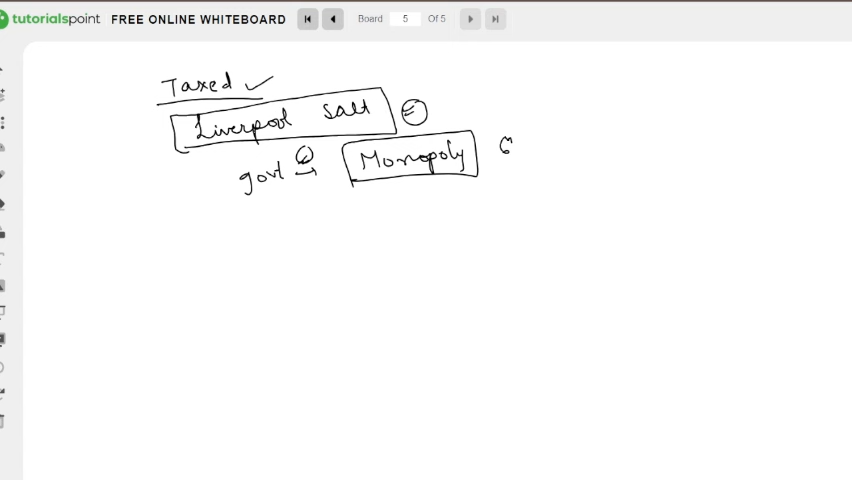 tutorialspoint FREE ONLINE WHITEBOARD Board 5 Of 5
Taxed
Liverpool salt
govt Monopoly